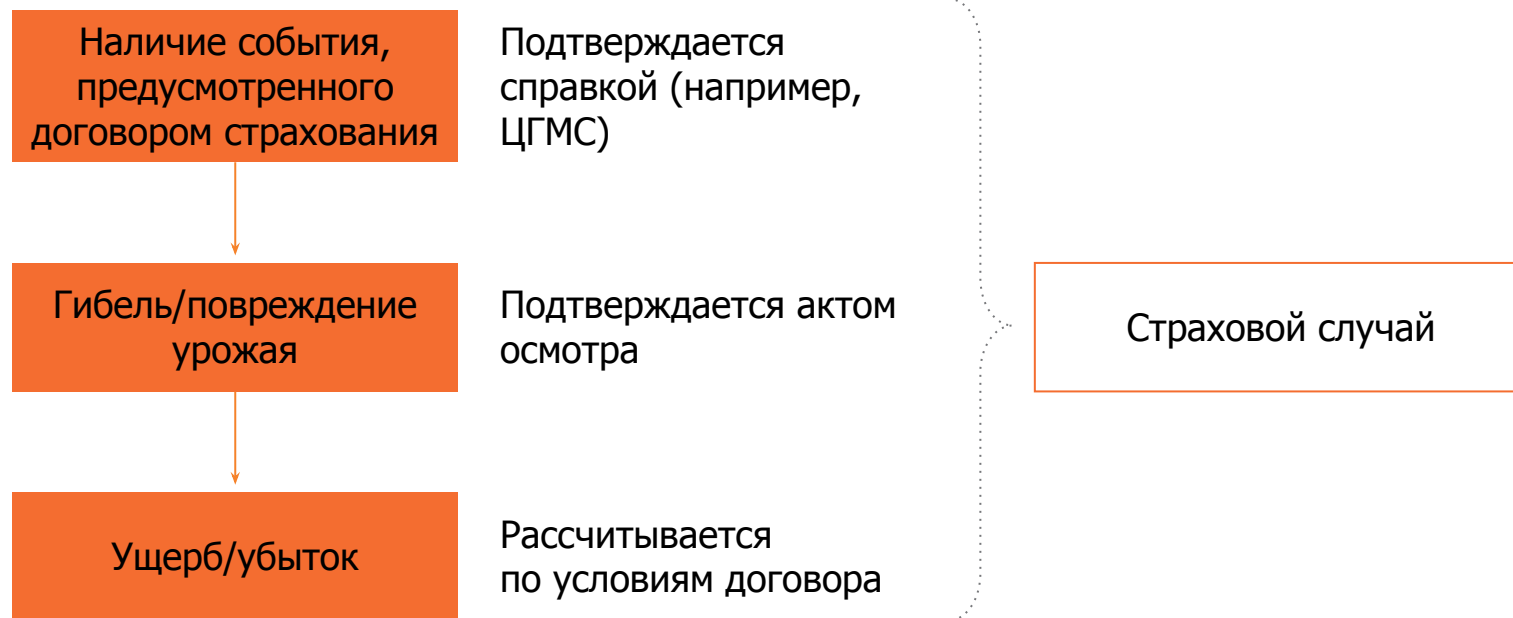 Наличие события,
предусмотренного
договором страхования
Подтверждается
справкой (например,
ЦГМС)
Гибель/повреждение
урожая
Подтверждается актом
осмотра
Страховой случай
Ущерб/убыток
Рассчитывается
по условиям договора